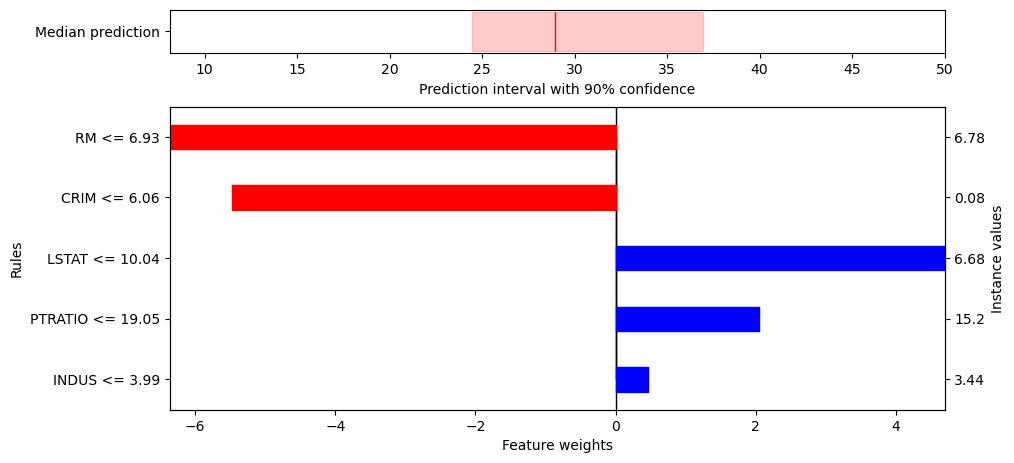 Median prediction
10 15 20 25 30 35 40 45 50
Prediction interval with 90% confidence
RM <= 6.93 6.78
CRIM <= 6.06 0.08
LSTAT <= 10.04 6.68
PTRATIO <= 19.05 15.2
INDUS <= 3.99 3.44
Rules
Instance values
−6 −4 −2 0 2 4
Feature weights